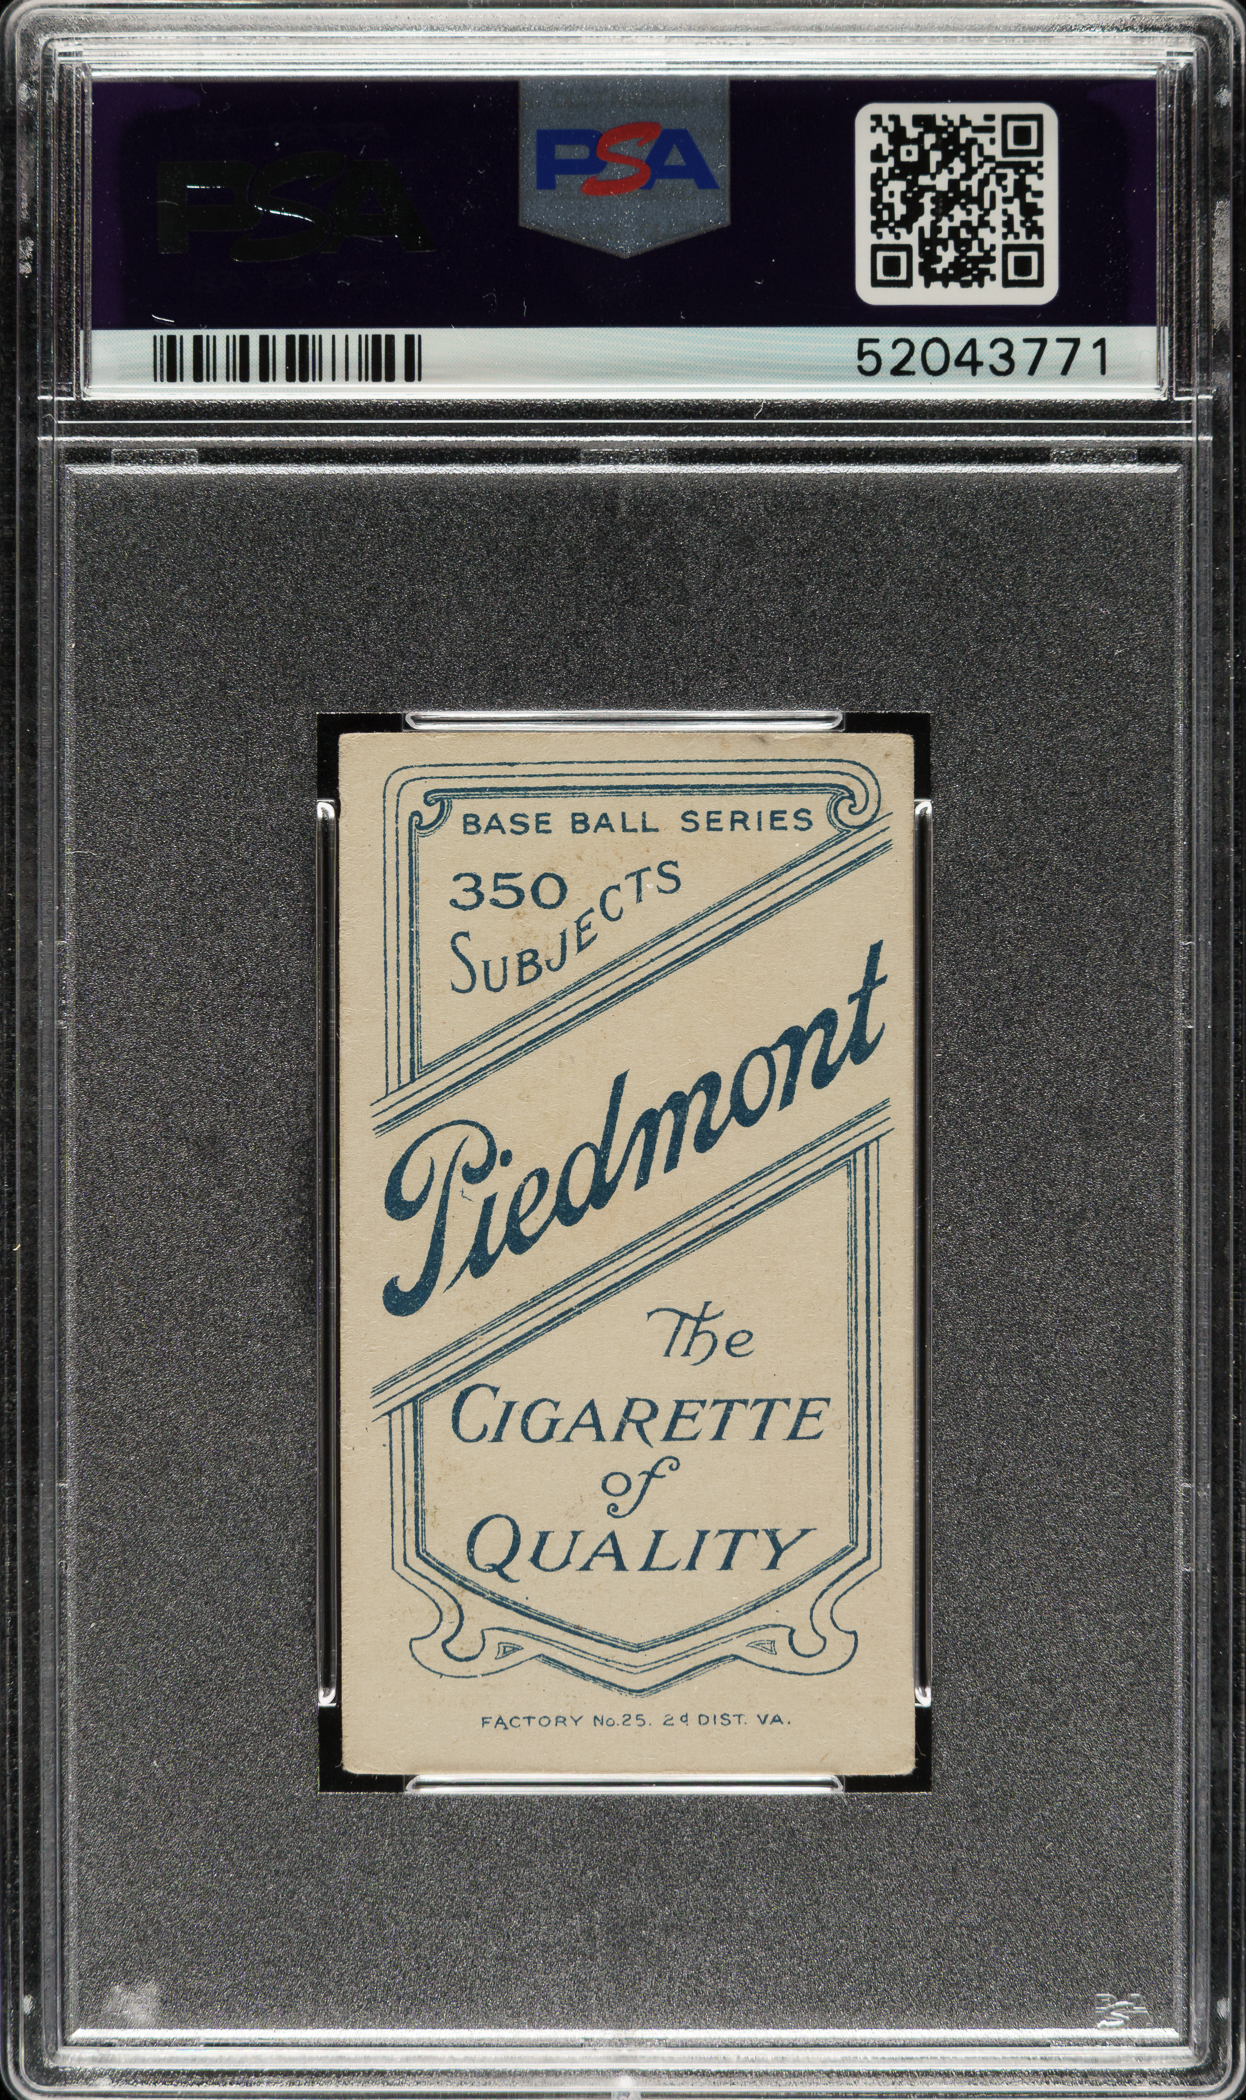 PSA
PSA
52043771
BASE BALL SERIES
350
SUBJECTS
Piedmont
The
CIGARETTE
of
QUALITY
FACTORY No.25. 2d DIST. VA.
PSA